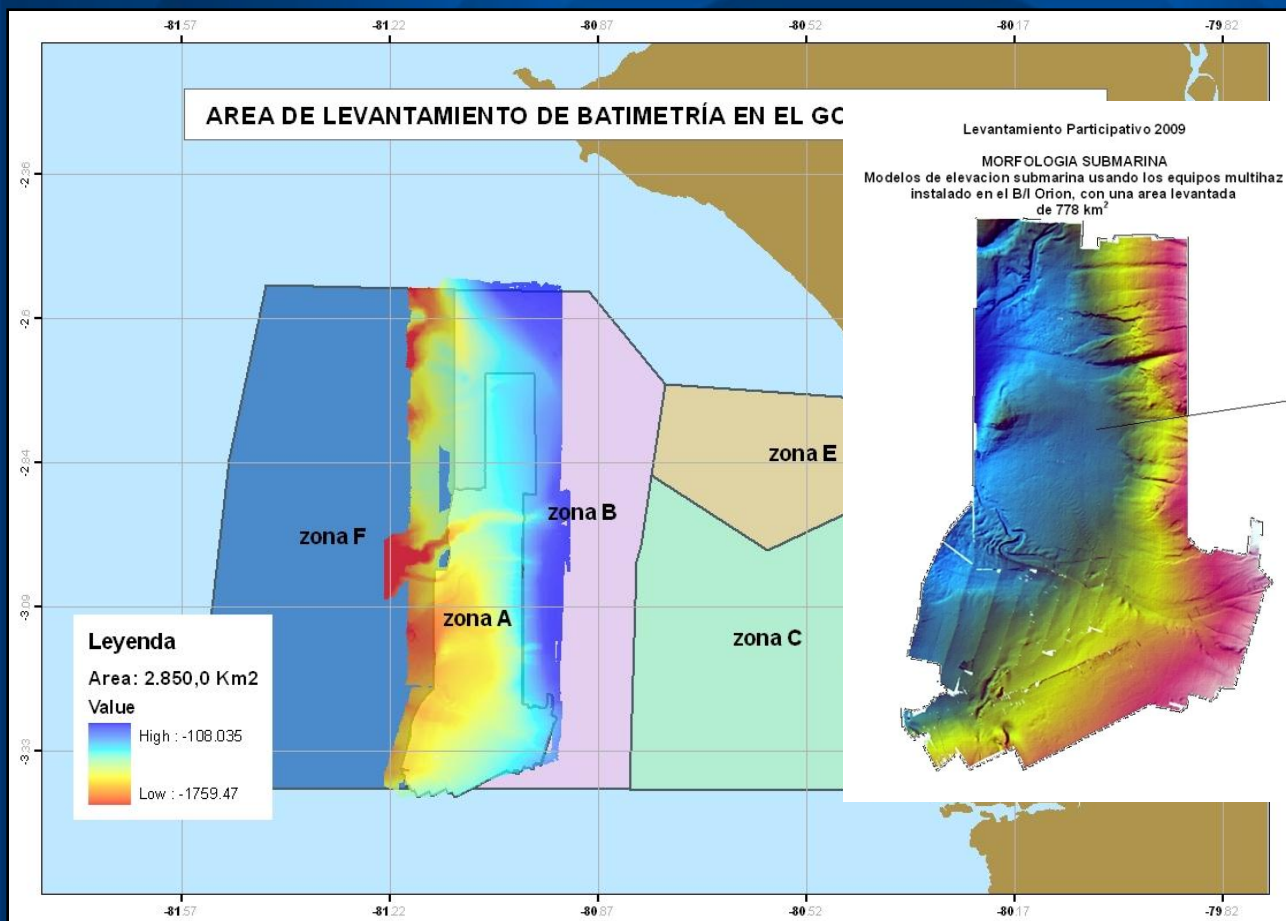 -81.57 -81.22 -80.87 -80.52 -80.17 -79.82
AREA DE LEVANTAMIENTO DE BATIMETRÍA EN EL
Levantamiento Participativo 2009
MORFOLOGIA SUBMARINA
Modelos de elevacion submarina usando los equipos multihaz
instalado en el B/I Orion, con una area levantada
de 778 km²
-2.36
-2.6
-2.84
-3.09
-3.33
zona E
zona B
zona F
zona A
zona C
Leyenda
Area: 2.850,0 Km2
Value
High : -108.035
Low : -1759.47
-81.57 -81.22 -80.87 -80.52 -80.17 -79.82